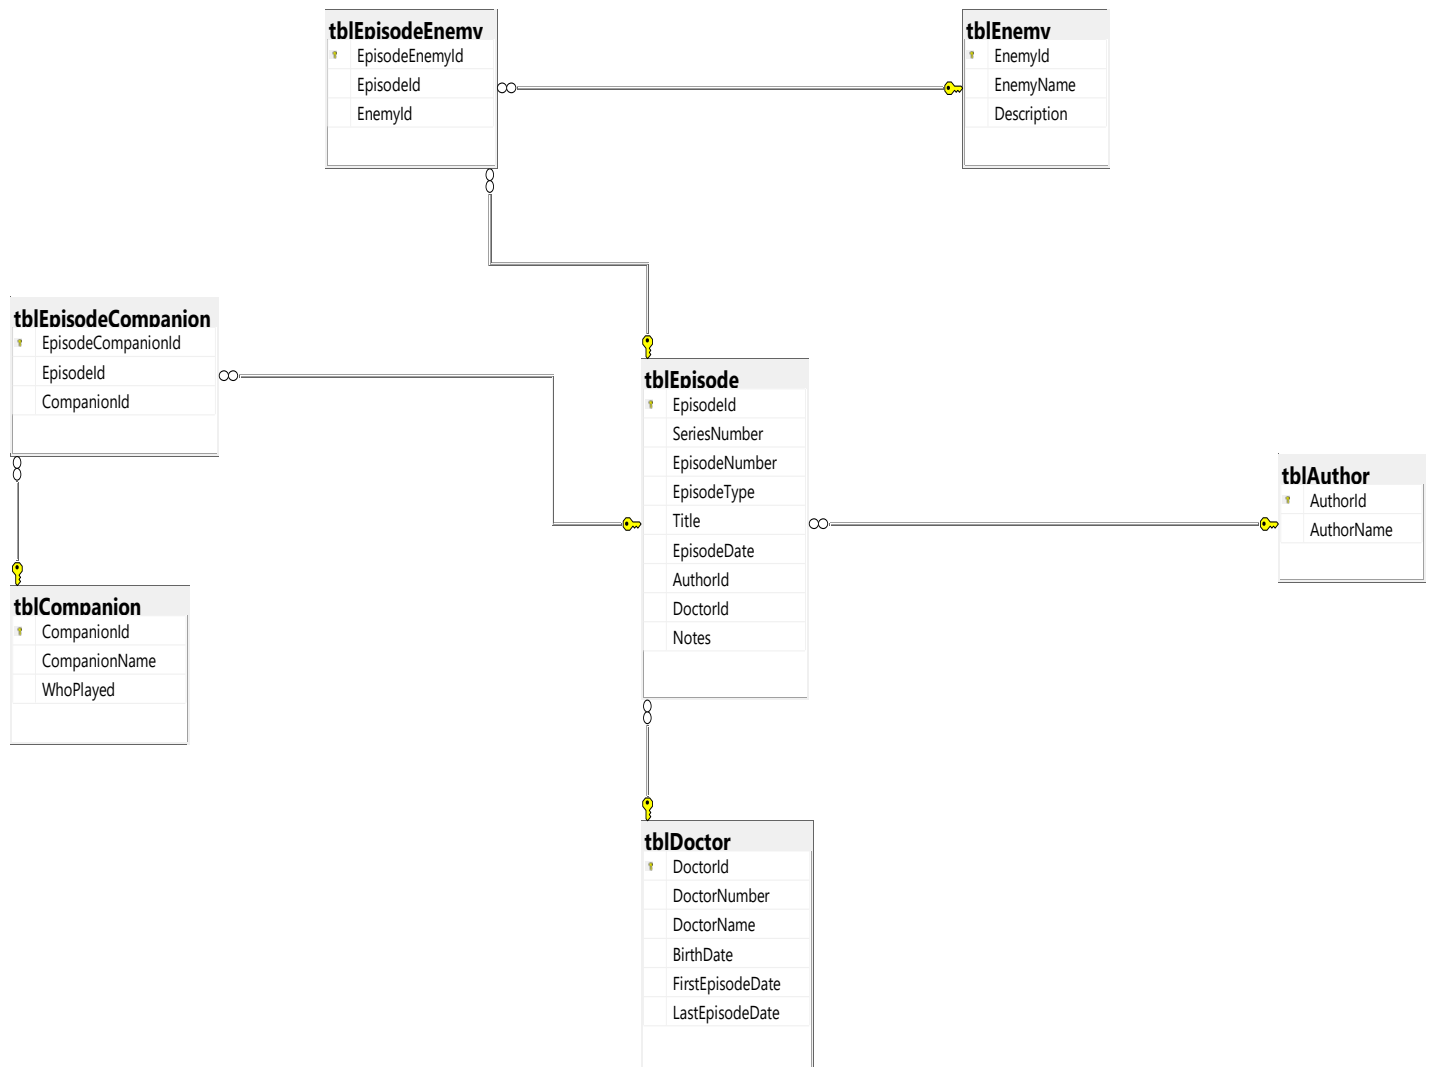 tblEpisodeEnemy
EpisodeEnemyId
EpisodeId
EnemyId
tblEnemy
EnemyId
EnemyName
Description
tblEpisodeCompanion
EpisodeCompanionId
EpisodeId
CompanionId
tblEpisode
EpisodeId
SeriesNumber
EpisodeNumber
EpisodeType
Title
EpisodeDate
AuthorId
DoctorId
Notes
tblAuthor
AuthorId
AuthorName
tblCompanion
CompanionId
CompanionName
WhoPlayed
tblDoctor
DoctorId
DoctorNumber
DoctorName
BirthDate
FirstEpisodeDate
LastEpisodeDate